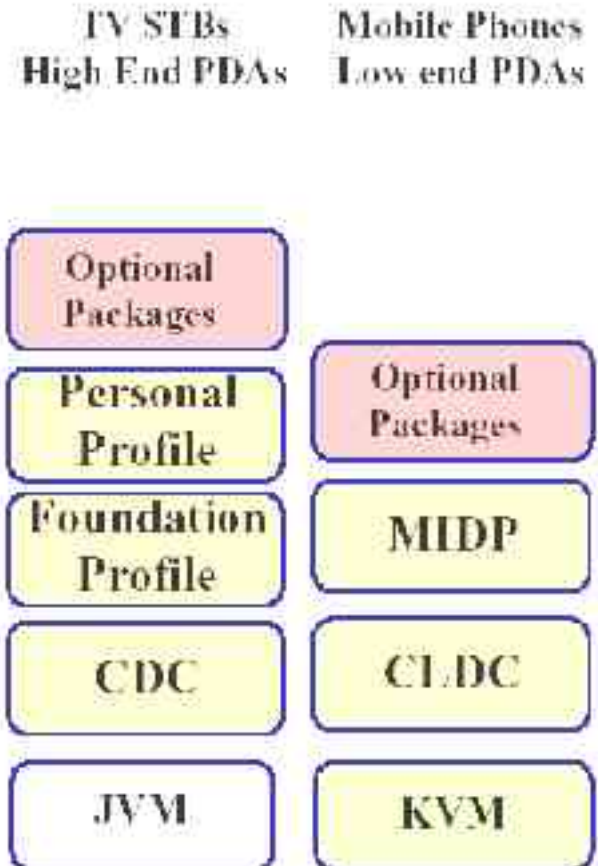 TV STBs
High End PDAs
Mobile Phones
Low end PDAs
Optional
Packages
Personal
Profile
Foundation
Profile
CDC
JVM
Optional
Packages
MIDP
CLDC
KVM